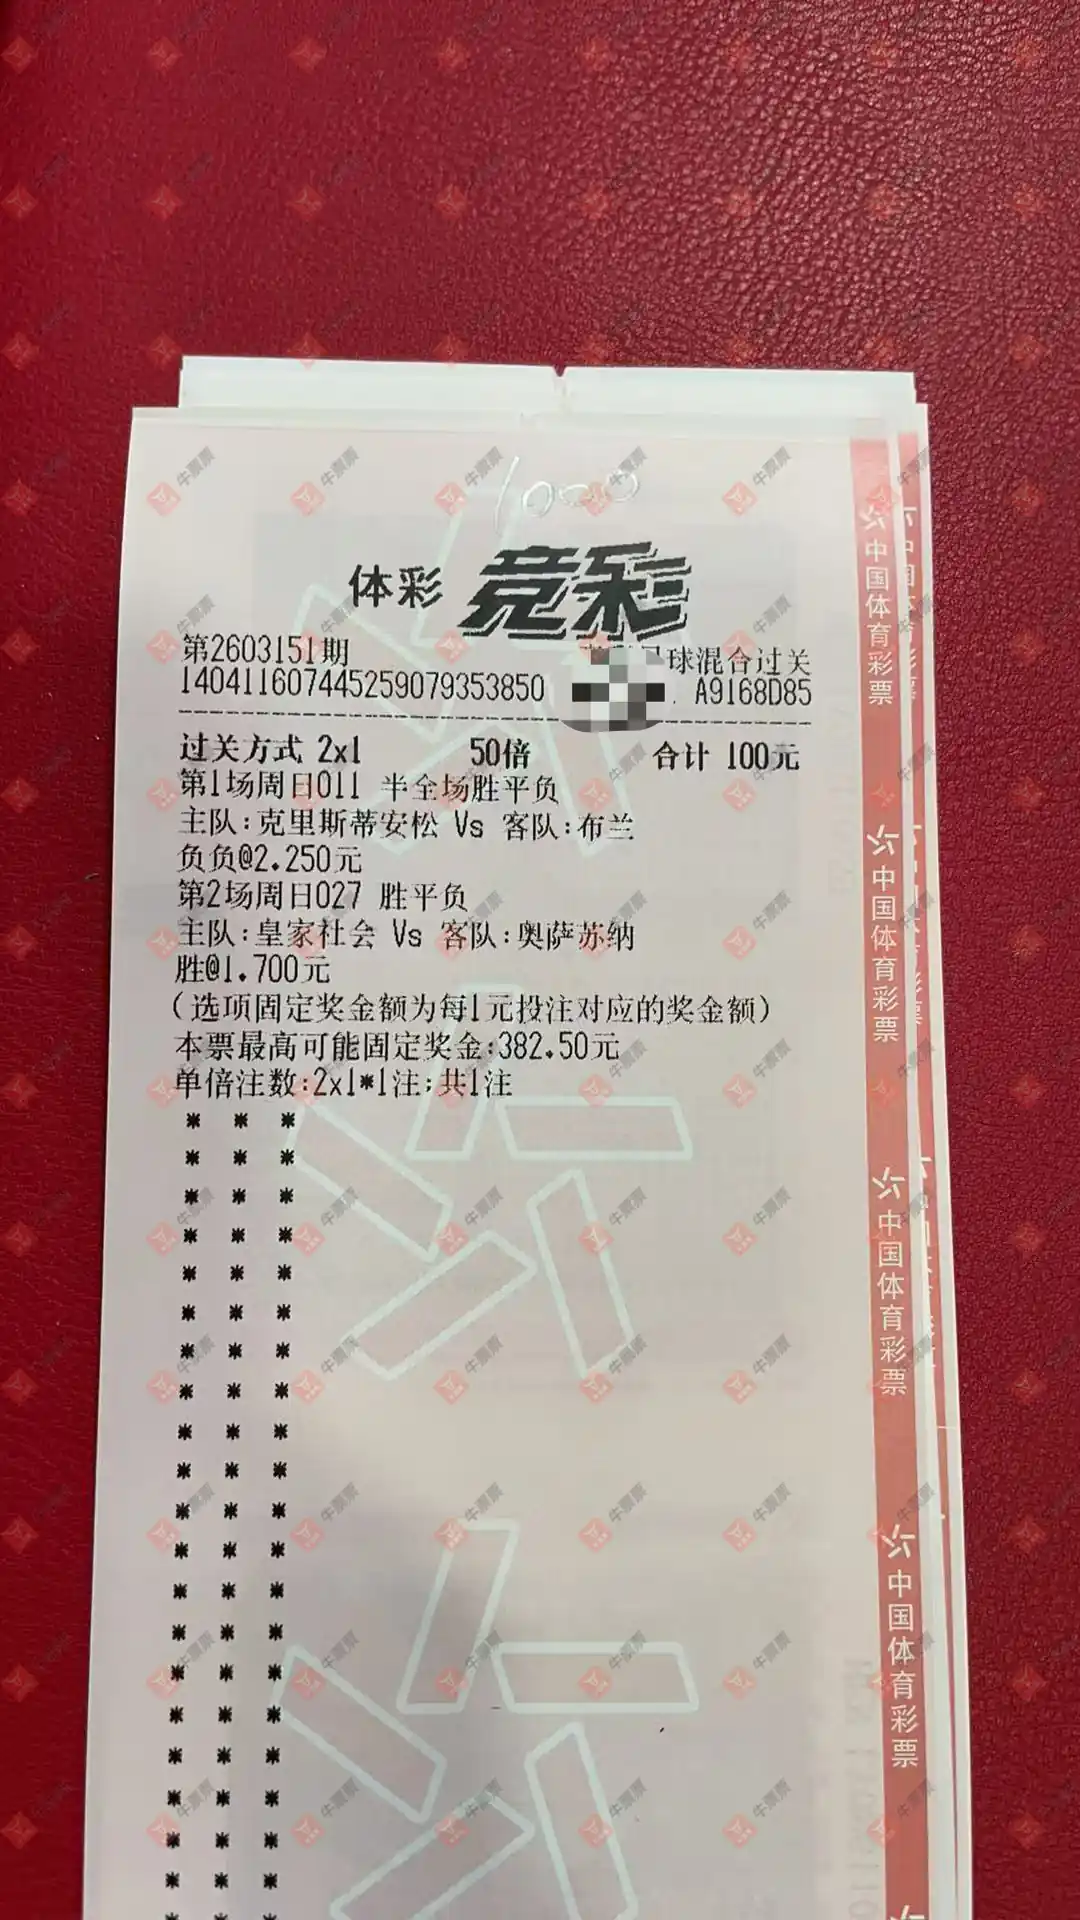 1000
体彩 竞彩
第2603151期 球混合过关
140411607445259079353850 A9168D85
过关方式 2x1 50倍 合计 100元
第1场周日011 半全场胜平负
主队:克里斯蒂安松 Vs 客队:布兰
负负@2.250元
第2场周日027 胜平负
主队:皇家社会 Vs 客队:奥萨苏纳
胜@1.700元
(选项固定奖金额为每1元投注对应的奖金额)
本票最高可能固定奖金:382.50元
单倍注数:2x1*1注;共1注
中国体育彩票
中国体育彩票
中国体育彩票
中国体育彩票
牛票票